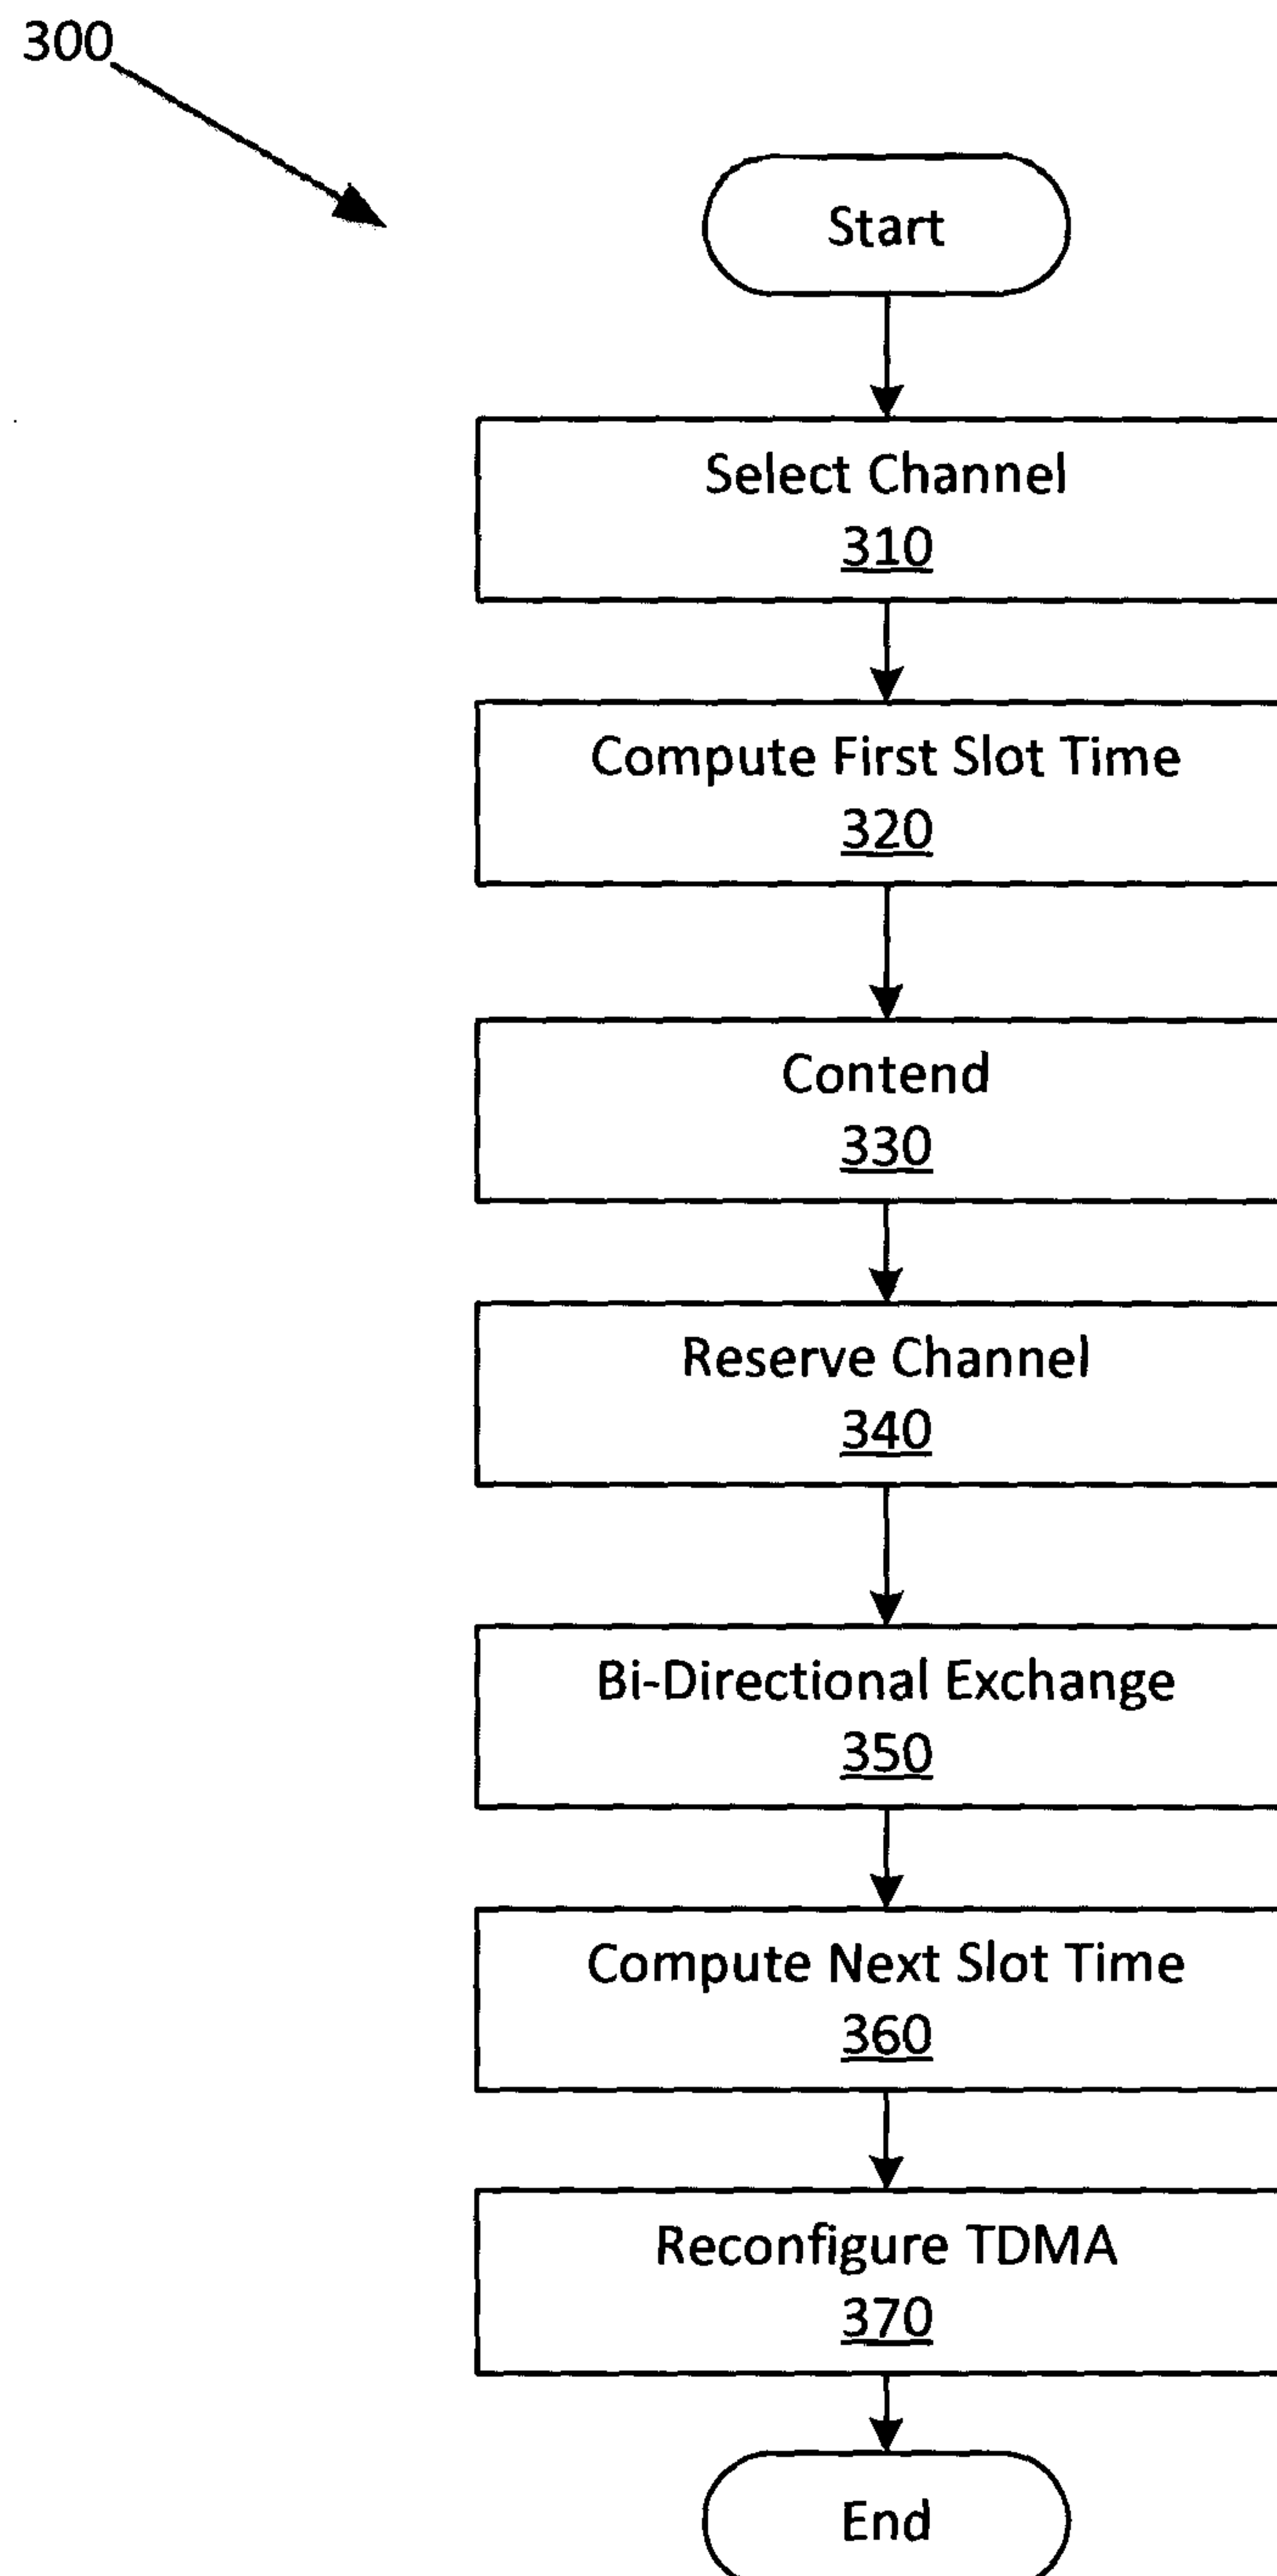 300
Start
Select Channel
310
Compute First Slot Time
320
Contend
330
Reserve Channel
340
Bi-Directional Exchange
350
Compute Next Slot Time
360
Reconfigure TDMA
370
End